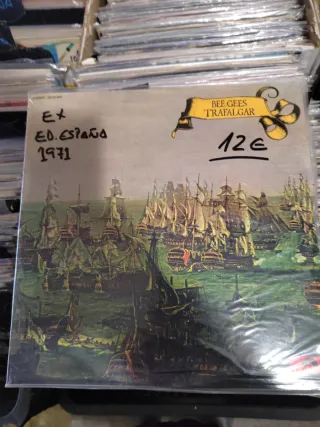 BEE GEES
TRAFALGAR
EX
ED. ESPAÑA
1971
12€